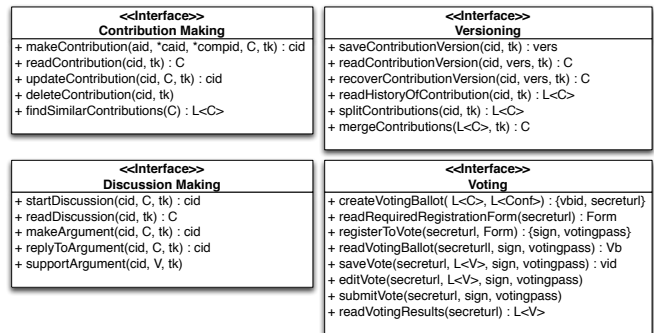 <<Interface>>
Contribution Making
+ makeContribution(aid, *caid, *compid, C, tk) : cid
+ readContribution(cid, tk) : C
+ updateContribution(cid, C, tk) : cid
+ deleteContribution(cid, tk)
+ findSimilarContributions(C) : L<C>
<<Interface>>
Versioning
+ saveContributionVersion(cid, tk) : vers
+ readContributionVersion(cid, vers, tk) : C
+ recoverContributionVersion(cid, vers, tk) : C
+ readHistoryOfContribution(cid, tk) : L<C>
+ splitContributions(cid, tk) : L<C>
+ mergeContributions(L<C>, tk) : C
<<Interface>>
Discussion Making
+ startDiscussion(cid, C, tk) : cid
+ readDiscussion(cid, tk) : C
+ makeArgument(cid, C, tk) : cid
+ replyToArgument(cid, C, tk) : cid
+ supportArgument(cid, V, tk)
<<Interface>>
Voting
+ createVotingBallot( L<C>, L<Conf>) : {vbid, secreturl}
+ readRequiredRegistrationForm(secreturl) : Form
+ registerToVote(secreturl, Form) : {sign, votingpass}
+ readVotingBallot(secreturll, sign, votingpass) : Vb
+ saveVote(secreturl, L<V>, sign, votingpass) : vid
+ editVote(secreturl, L<V>, sign, votingpass)
+ submitVote(secreturl, sign, votingpass)
+ readVotingResults(secreturl) : L<V>